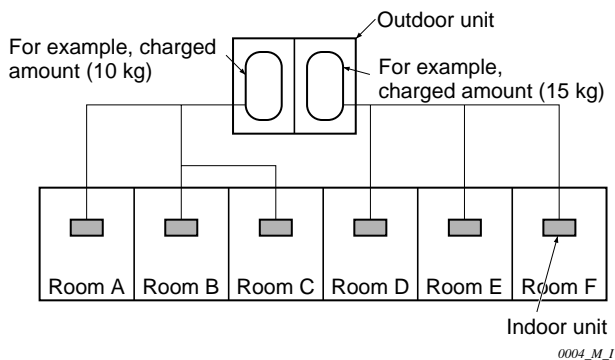 Outdoor unit
For example, charged
amount (10 kg)
For example,
charged amount (15 kg)
Room A
Room B
Room C
Room D
Room E
Room F
Indoor unit
0004_M_I